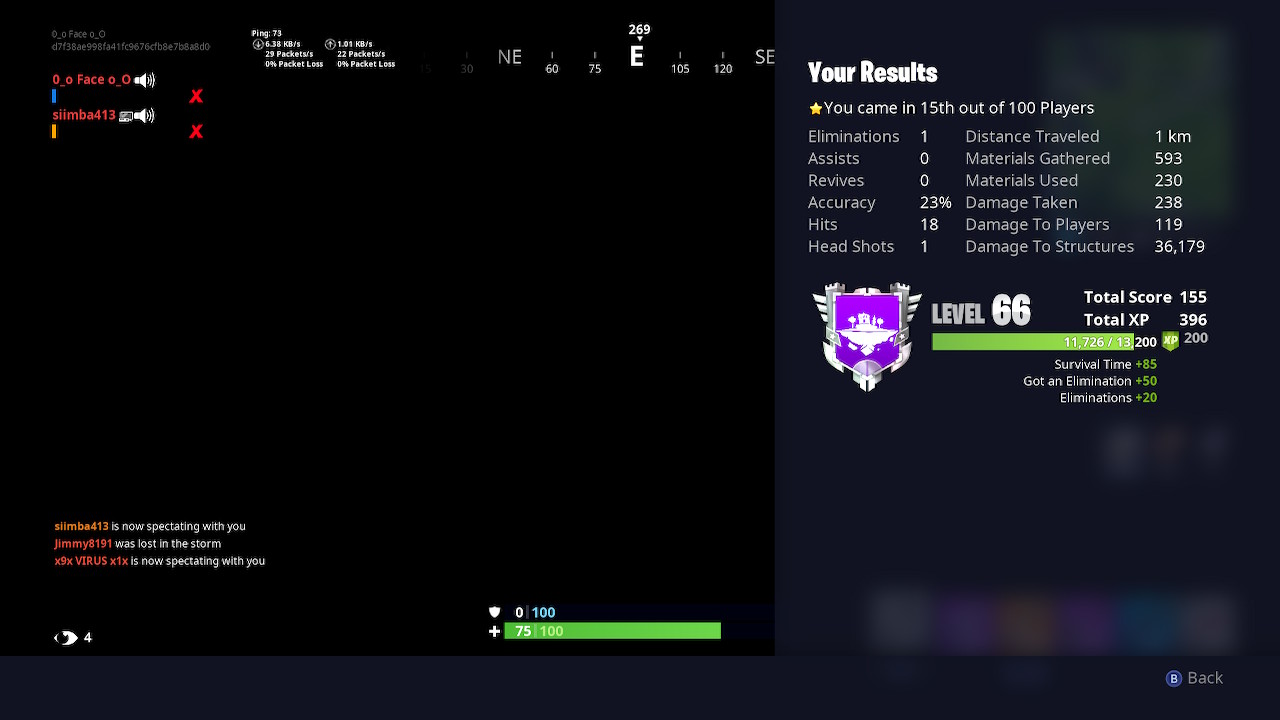 0_o Face o_O
d7f38ae998fa41fc9676cfb8e7b8a8d0
Ping: 73
6.38 KB/s 1.01 KB/s
29 Packets/s 22 Packets/s
0% Packet Loss 0% Packet Loss
269
15 30 NE 60 75 E 105 120 SE
0_o Face o_O
X
siimba413
X
Your Results
You came in 15th out of 100 Players
Eliminations 1 Distance Traveled 1 km
Assists 0 Materials Gathered 593
Revives 0 Materials Used 230
Accuracy 23% Damage Taken 238
Hits 18 Damage To Players 119
Head Shots 1 Damage To Structures 36,179
LEVEL 66
Total Score 155
Total XP 396
11,726 / 13,200 XP 200
Survival Time +85
Got an Elimination +50
Eliminations +20
siimba413 is now spectating with you
Jimmy8191 was lost in the storm
x9x VIRUS x1x is now spectating with you
4
0 | 100
75 | 100
B Back